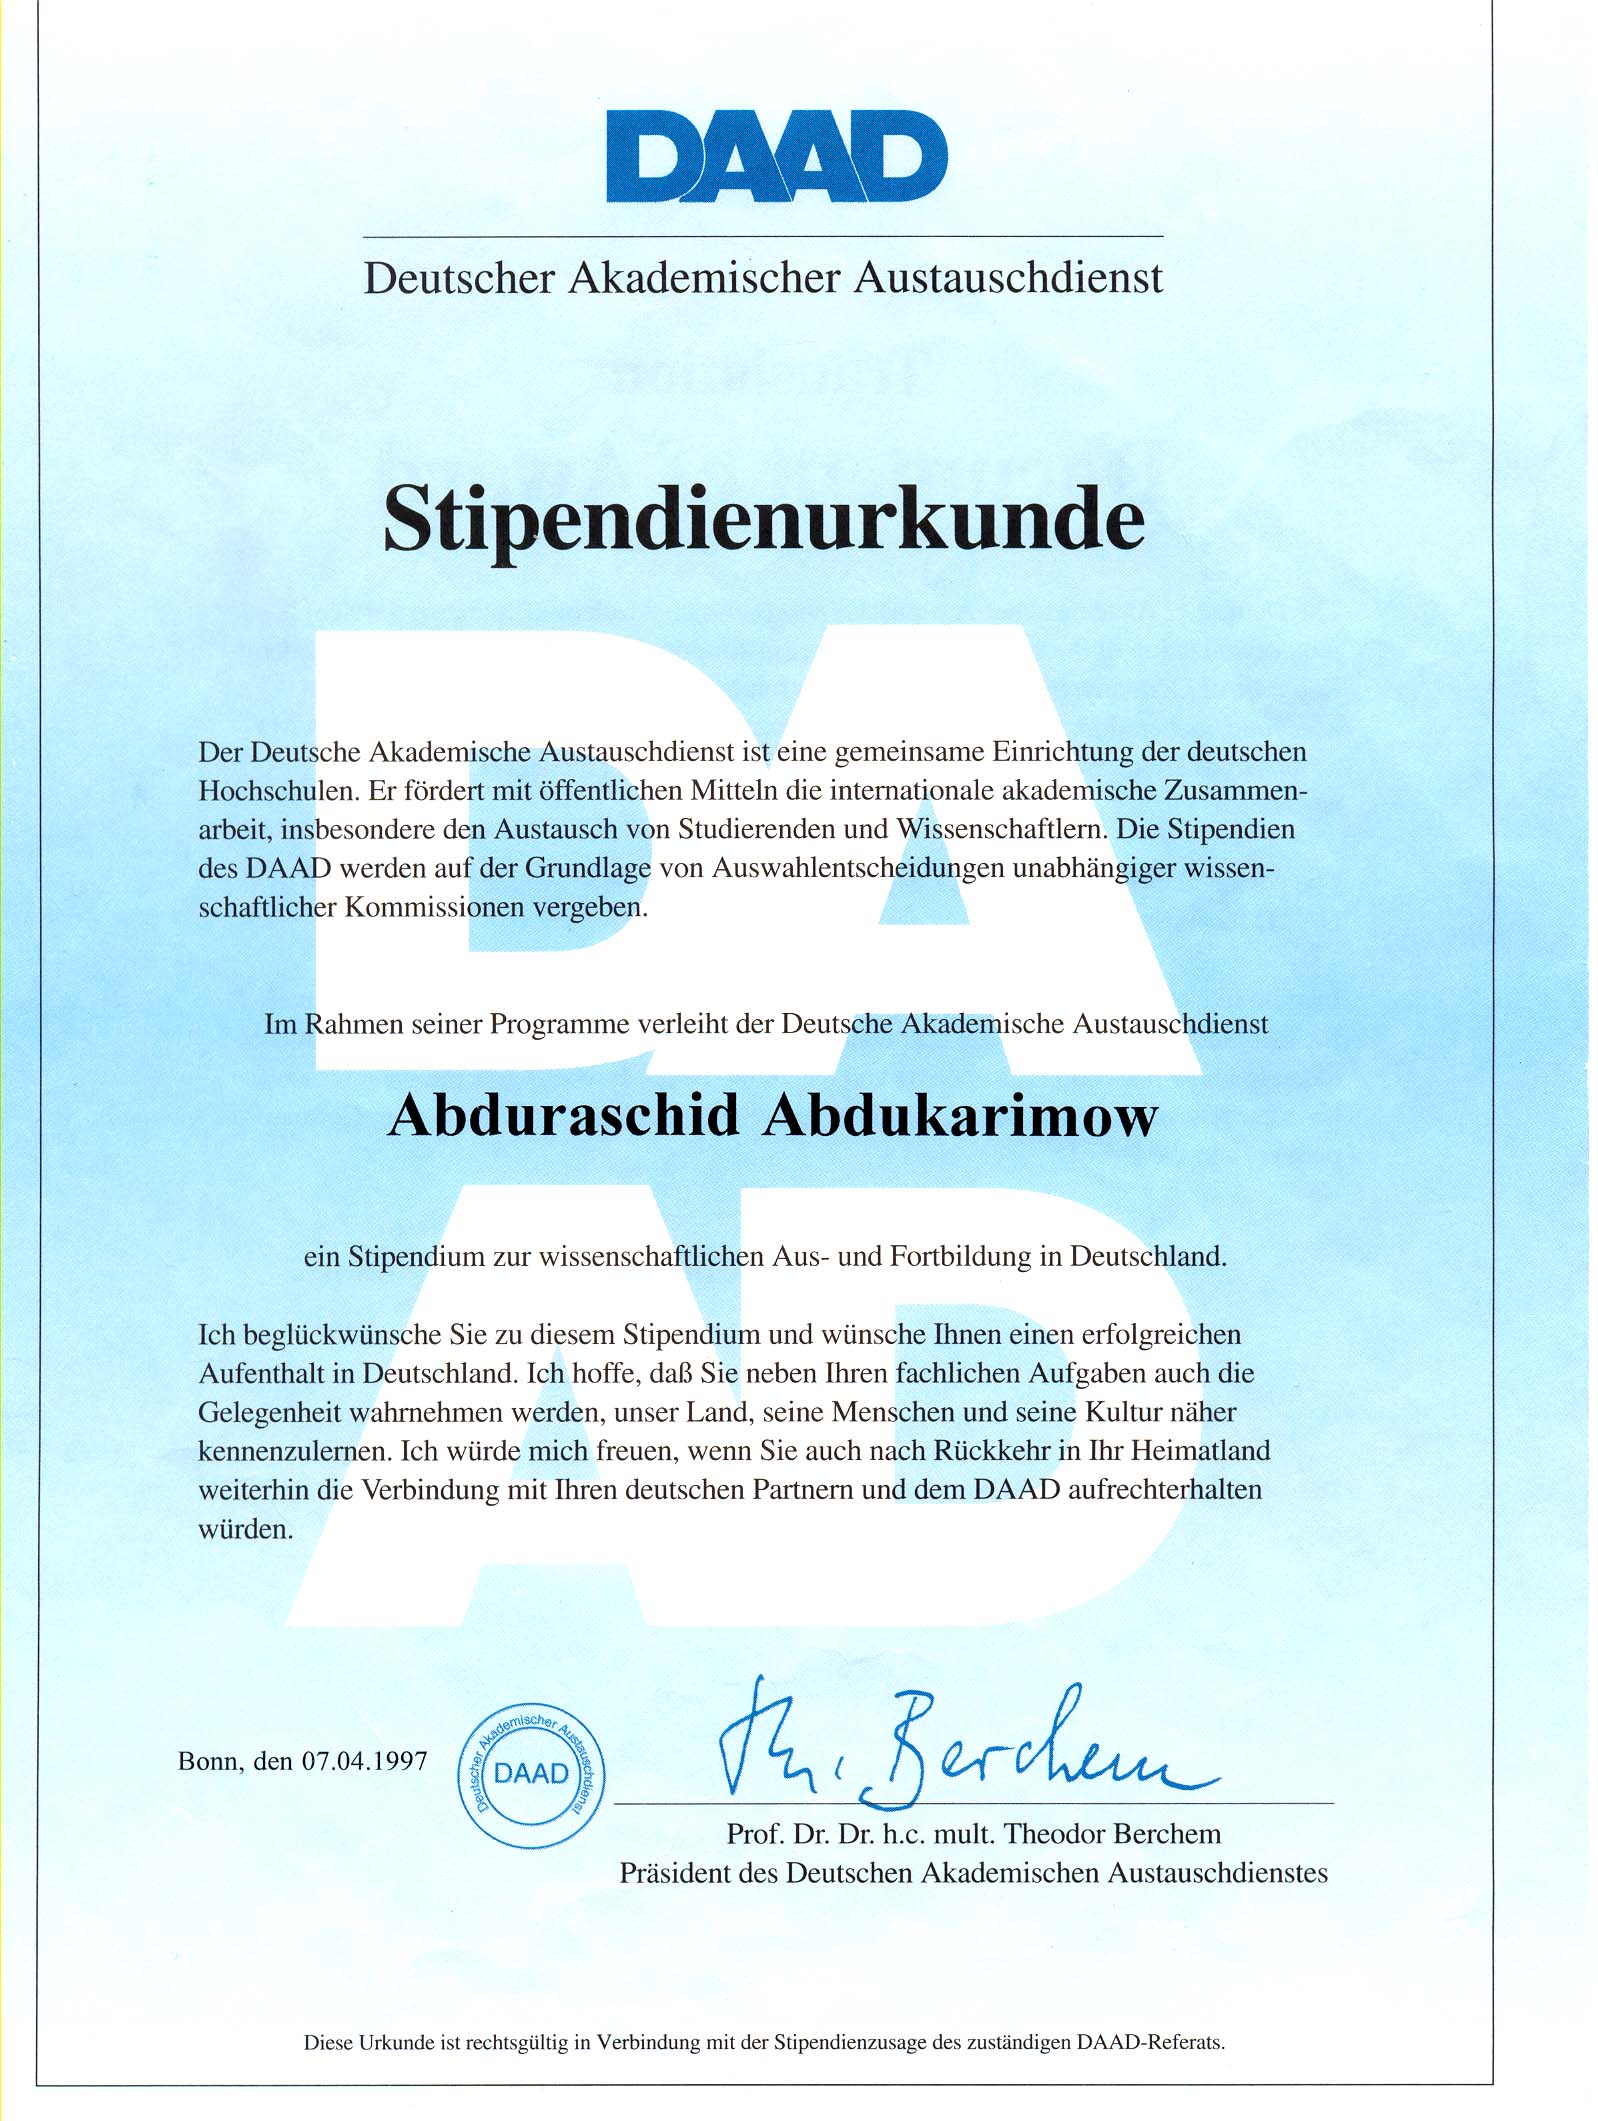 DAAD
Deutscher Akademischer Austauschdienst
Stipendienurkunde
DA
Der Deutsche Akademische Austauschdienst ist eine gemeinsame Einrichtung der deutschen
Hochschulen. Er fördert mit öffentlichen Mitteln die internationale akademische Zusammen-
arbeit, insbesondere den Austausch von Studierenden und Wissenschaftlern. Die Stipendien
des DAAD werden auf der Grundlage von Auswahlentscheidungen unabhängiger wissen-
schaftlicher Kommissionen vergeben.
Im Rahmen seiner Programme verleiht der Deutsche Akademische Austauschdienst
Abduraschid Abdukarimow
AD
ein Stipendium zur wissenschaftlichen Aus- und Fortbildung in Deutschland.
Ich beglückwünsche Sie zu diesem Stipendium und wünsche Ihnen einen erfolgreichen
Aufenthalt in Deutschland. Ich hoffe, daß Sie neben Ihren fachlichen Aufgaben auch die
Gelegenheit wahrnehmen werden, unser Land, seine Menschen und seine Kultur näher
kennenzulernen. Ich würde mich freuen, wenn Sie auch nach Rückkehr in Ihr Heimatland
weiterhin die Verbindung mit Ihren deutschen Partnern und dem DAAD aufrechterhalten
würden.
Th. Berchem
Bonn, den 07.04.1997
Deutscher Akademischer Austauschdienst
DAAD
Prof. Dr. Dr. h.c. mult. Theodor Berchem
Präsident des Deutschen Akademischen Austauschdienstes
Diese Urkunde ist rechtsgültig in Verbindung mit der Stipendienzusage des zuständigen DAAD-Referats.